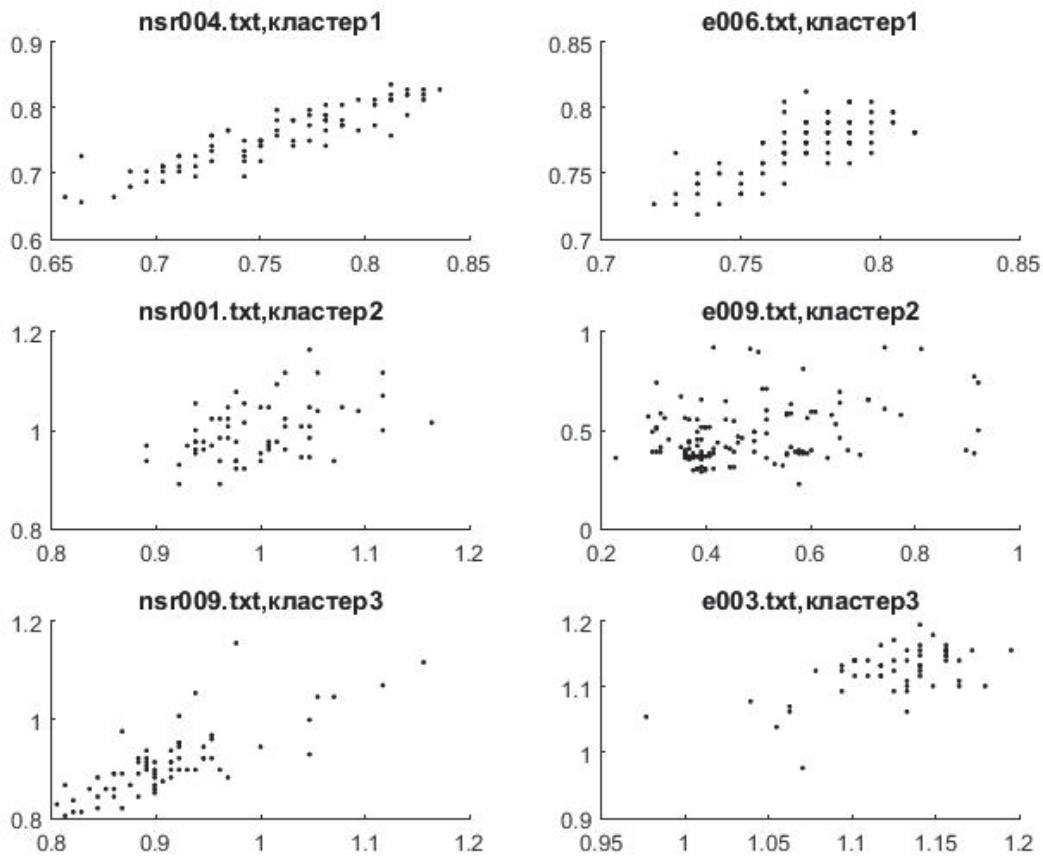 nsr004.txt,кластер1
0.9
0.8
0.7
0.6
0.65 0.7 0.75 0.8 0.85
e006.txt,кластер1
0.85
0.8
0.75
0.7
0.7 0.75 0.8 0.85
nsr001.txt,кластер2
1.2
1
0.8
0.8 0.9 1 1.1 1.2
e009.txt,кластер2
1
0.5
0
0.2 0.4 0.6 0.8 1
nsr009.txt,кластер3
1.2
1
0.8
0.8 0.9 1 1.1 1.2
e003.txt,кластер3
1.2
1.1
1
0.9
0.95 1 1.05 1.1 1.15 1.2